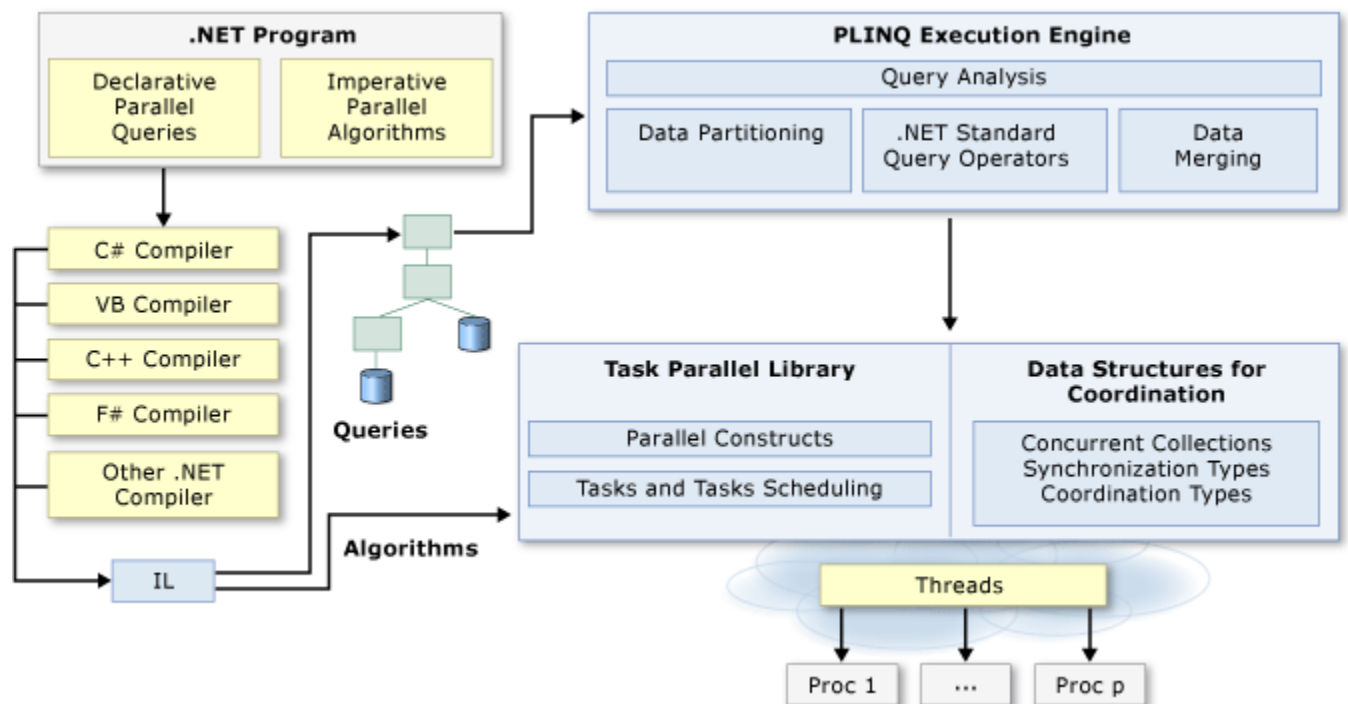 .NET Program
Declarative
Parallel
Queries
Imperative
Parallel
Algorithms
C# Compiler
VB Compiler
C++ Compiler
F# Compiler
Other .NET
Compiler
IL
Queries
Algorithms
PLINQ Execution Engine
Query Analysis
Data Partitioning
.NET Standard
Query Operators
Data
Merging
Task Parallel Library
Parallel Constructs
Tasks and Tasks Scheduling
Data Structures for
Coordination
Concurrent Collections
Synchronization Types
Coordination Types
Threads
Proc 1
...
Proc p